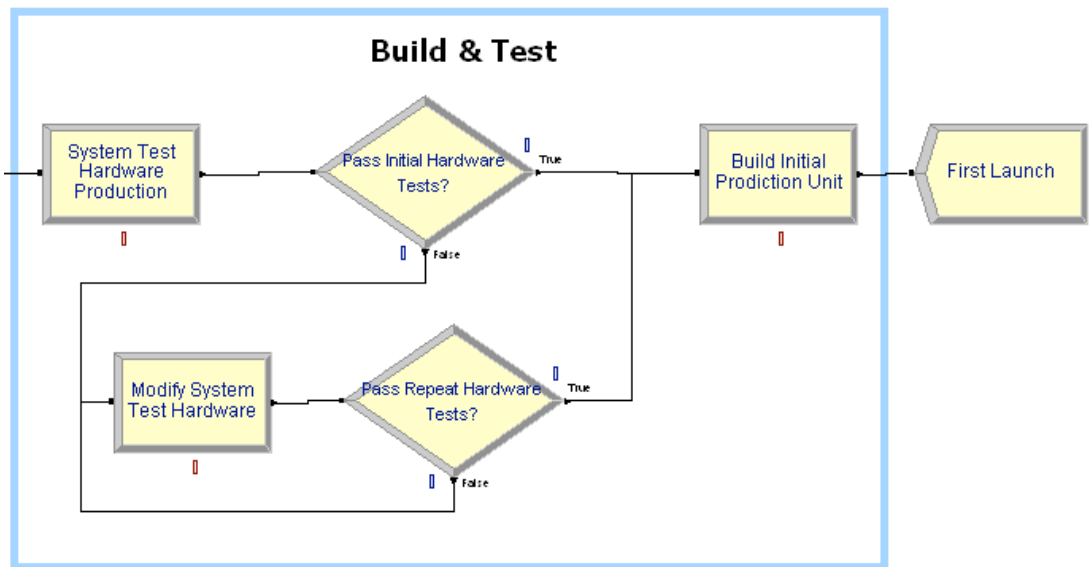 Build & Test
System Test
Hardware
Production
Pass Initial Hardware
Tests?
True
False
Build Initial
Prodiction Unit
First Launch
Modify System
Test Hardware
Pass Repeat Hardware
Tests?
True
False